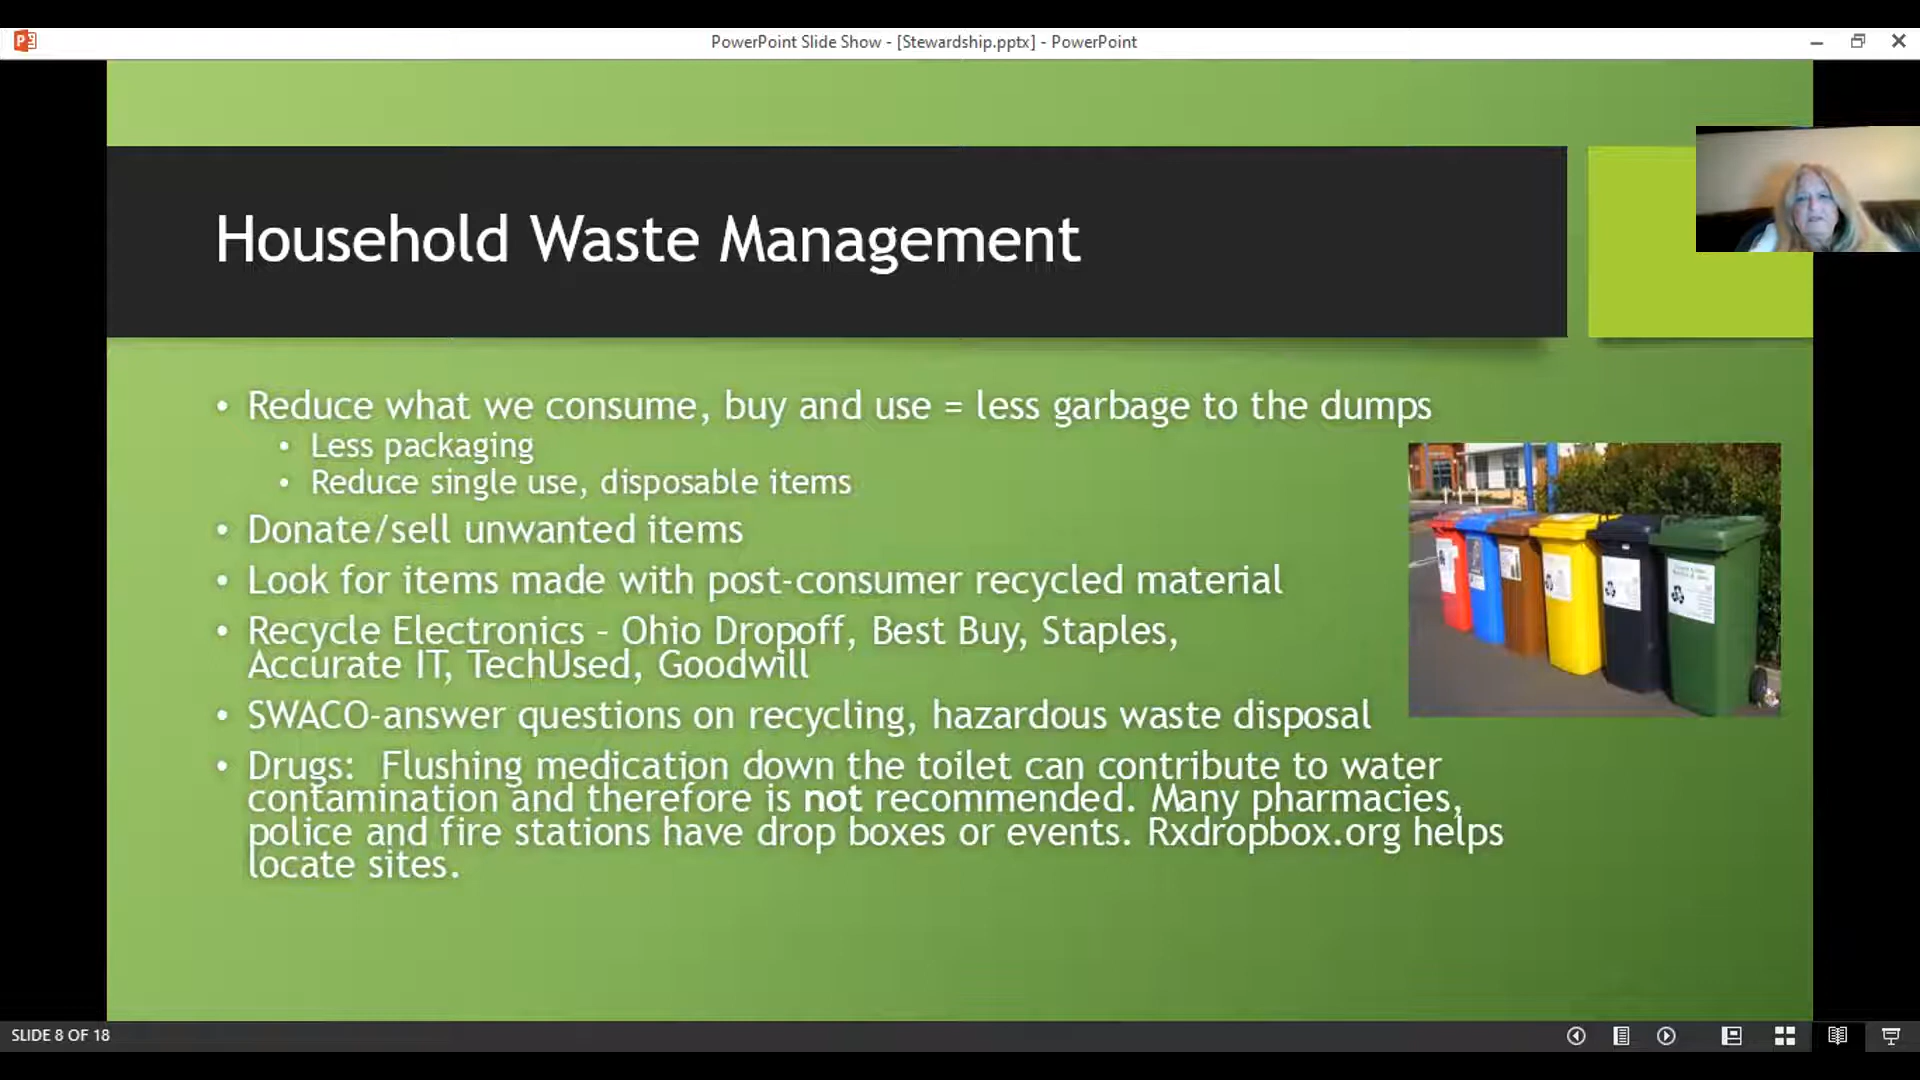 PowerPoint Slide Show - [Stewardship.pptx] - PowerPoint
Household Waste Management
• Reduce what we consume, buy and use = less garbage to the dumps
• Less packaging
• Reduce single use, disposable items
• Donate/sell unwanted items
• Look for items made with post-consumer recycled material
• Recycle Electronics – Ohio Dropoff, Best Buy, Staples,
Accurate IT, TechUsed, Goodwill
• SWACO-answer questions on recycling, hazardous waste disposal
• Drugs: Flushing medication down the toilet can contribute to water
contamination and therefore is not recommended. Many pharmacies,
police and fire stations have drop boxes or events. Rxdropbox.org helps
locate sites.
SLIDE 8 OF 18